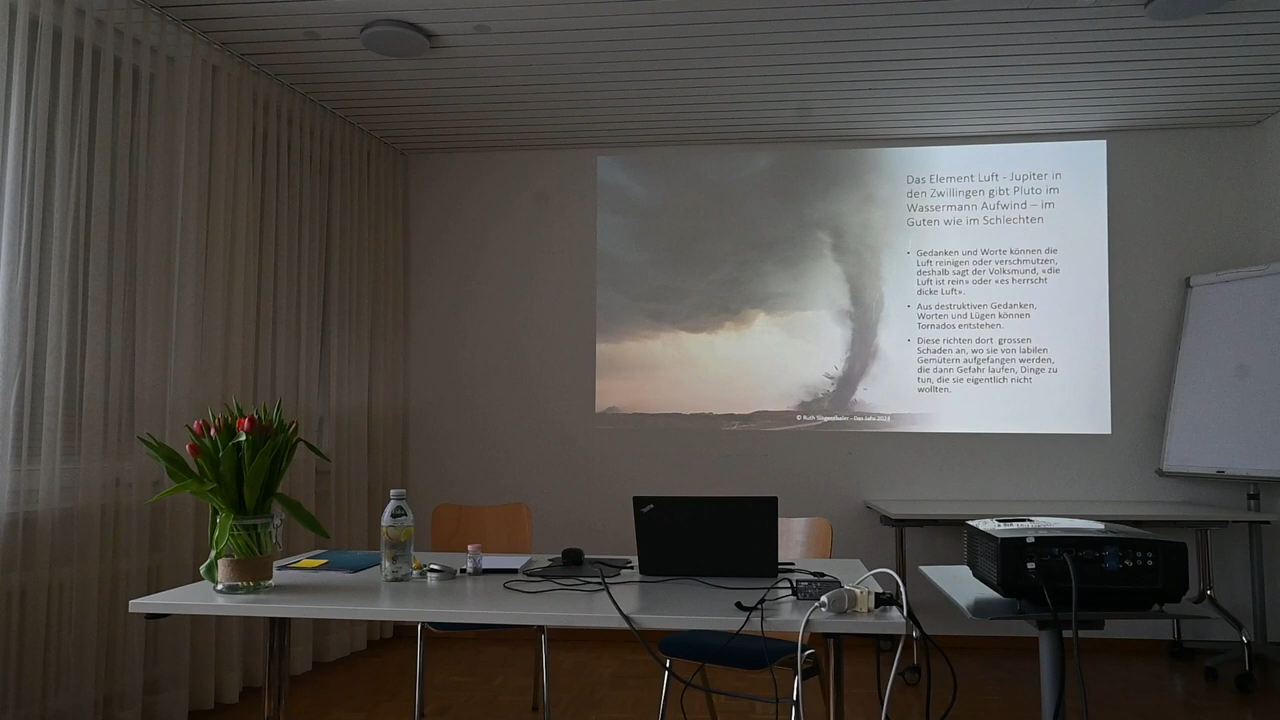 Das Element Luft - Jupiter in
den Zwillingen gibt Pluto im
Wassermann Aufwind – im
Guten wie im Schlechten
• Gedanken und Worte können die
Luft reinigen oder verschmutzen,
deshalb sagt der Volksmund, «die
Luft ist rein» oder «es herrscht
dicke Luft».
• Aus destruktiven Gedanken,
Worten und Lügen können
Tornados entstehen.
• Diese richten dort grossen
Schaden an, wo sie von labilen
Gemütern aufgefangen werden,
die dann Gefahr laufen, Dinge zu
tun, die sie eigentlich nicht
wollten.
© Ruth Siegenthaler - Das Jahr 2024
ThinkPad